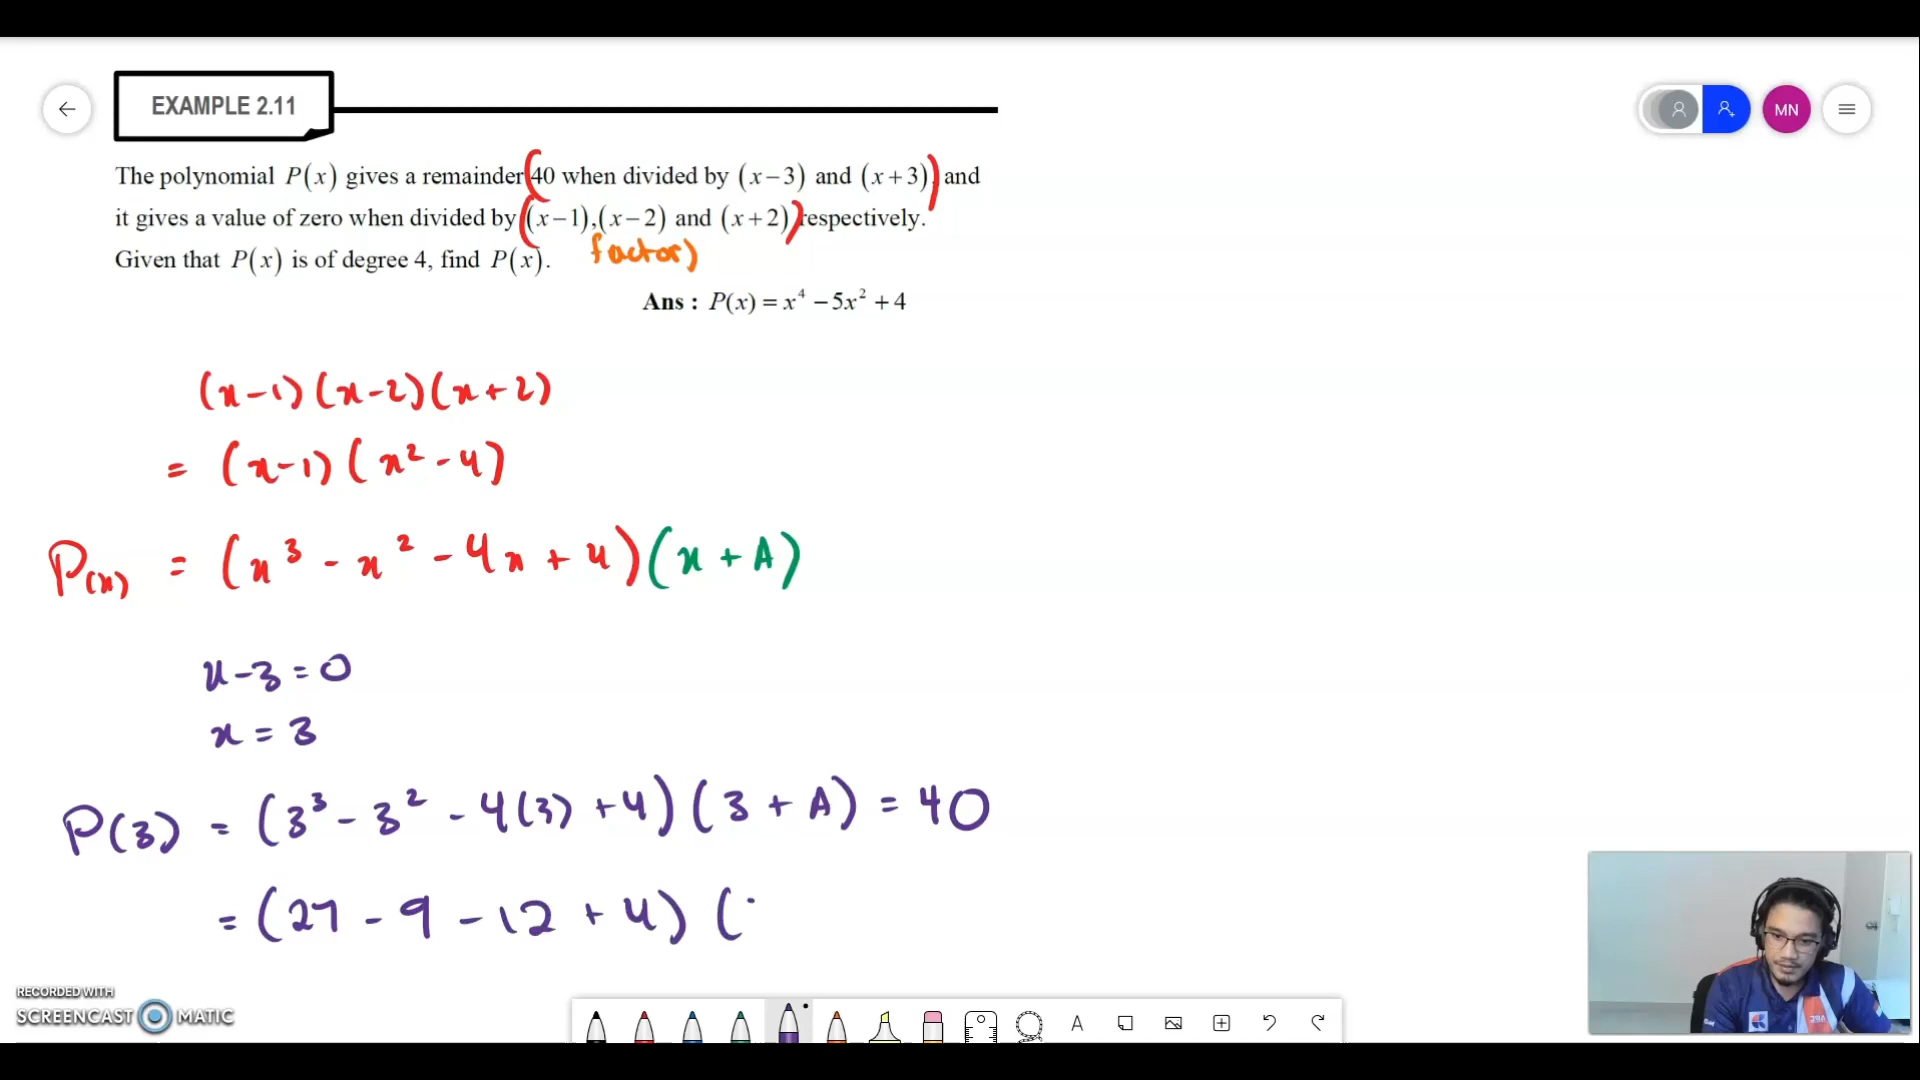 EXAMPLE 2.11
MN
The polynomial P(x) gives a remainder 40 when divided by (x−3) and (x+3), and
it gives a value of zero when divided by (x−1),(x−2) and (x+2) respectively.
factor)
Given that P(x) is of degree 4, find P(x).
Ans : P(x) = x⁴ − 5x² + 4
(x-1)(x-2)(x+2)
= (x-1)(x² - 4)
P(x) = (x³ - x² - 4x + 4)(x + A)
x-3=0
x = 3
P(3) = (3³ - 3² - 4(3) + 4)(3 + A) = 40
= (27 - 9 - 12 + 4) (
RECORDED WITH
SCREENCAST MATIC
A